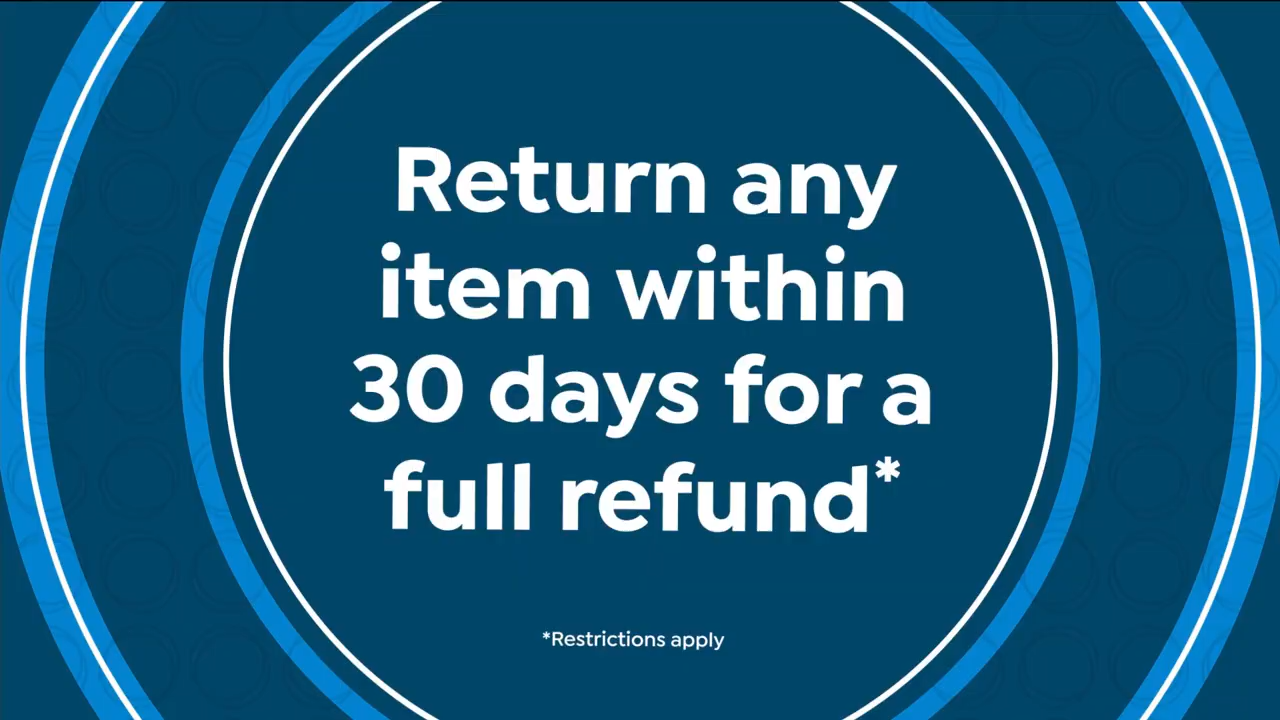 Return any
item within
30 days for a
full refund*
*Restrictions apply